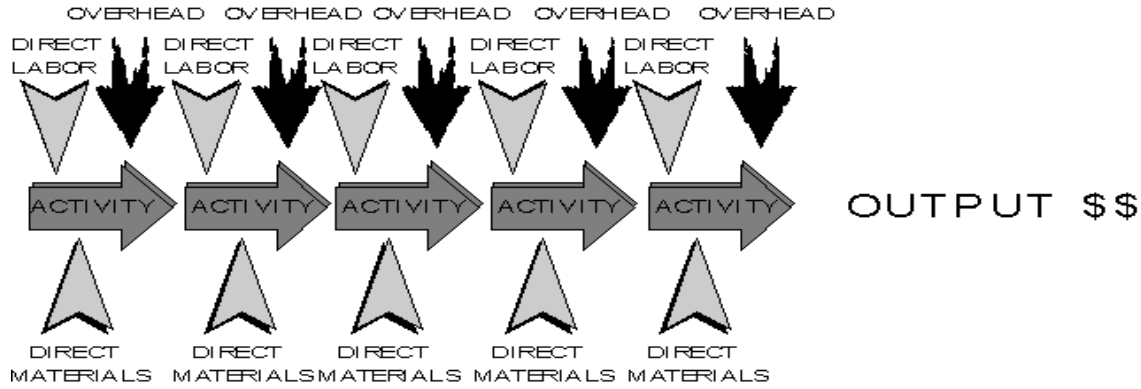 OVERHEAD OVERHEAD OVERHEAD OVERHEAD OVERHEAD
DIRECT DIRECT DIRECT DIRECT DIRECT
LABOR LABOR LABOR LABOR LABOR
ACTIVITY ACTIVITY ACTIVITY ACTIVITY ACTIVITY OUTPUT $$
DIRECT DIRECT DIRECT DIRECT DIRECT
MATERIALS MATERIALS MATERIALS MATERIALS MATERIALS